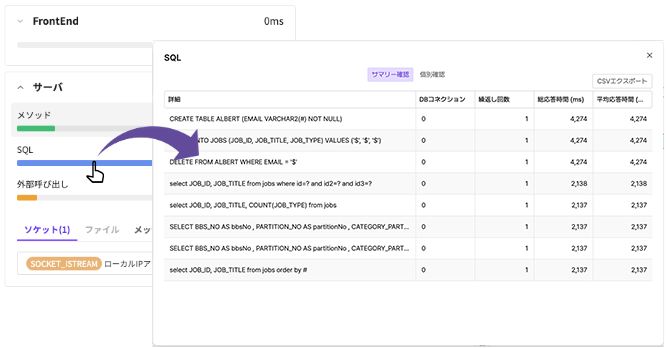 FrontEnd 0ms
サーバ
メソッド
SQL
外部呼び出し
ソケット(1) ファイル メッ
SOCKET_ISTREAM ローカルIPア
SQL
サマリー確認 個別確認
CSVエクスポート
詳細 DBコネクション 繰返し回数 総応答時間 (ms) 平均応答時間 (...
CREATE TABLE ALBERT (EMAIL VARCHAR2(#) NOT NULL) 0 1 4,274 4,274
NTO JOBS (JOB_ID, JOB_TITLE, JOB_TYPE) VALUES ('$', '$', '$') 0 1 4,274 4,274
DELETE FROM ALBERT WHERE EMAIL = '$' 0 1 4,274 4,274
select JOB_ID, JOB_TITLE from jobs where id=? and id2=? and id3=? 0 1 2,138 2,138
select JOB_ID, JOB_TITLE, COUNT(JOB_TYPE) from jobs 0 1 2,137 2,137
SELECT BBS_NO AS bbsNo , PARTITION_NO AS partitionNo , CATEGORY_PART... 0 1 2,137 2,137
SELECT BBS_NO AS bbsNo , PARTITION_NO AS partitionNo , CATEGORY_PART... 0 1 2,137 2,137
select JOB_ID, JOB_TITLE from jobs order by # 0 1 2,137 2,137